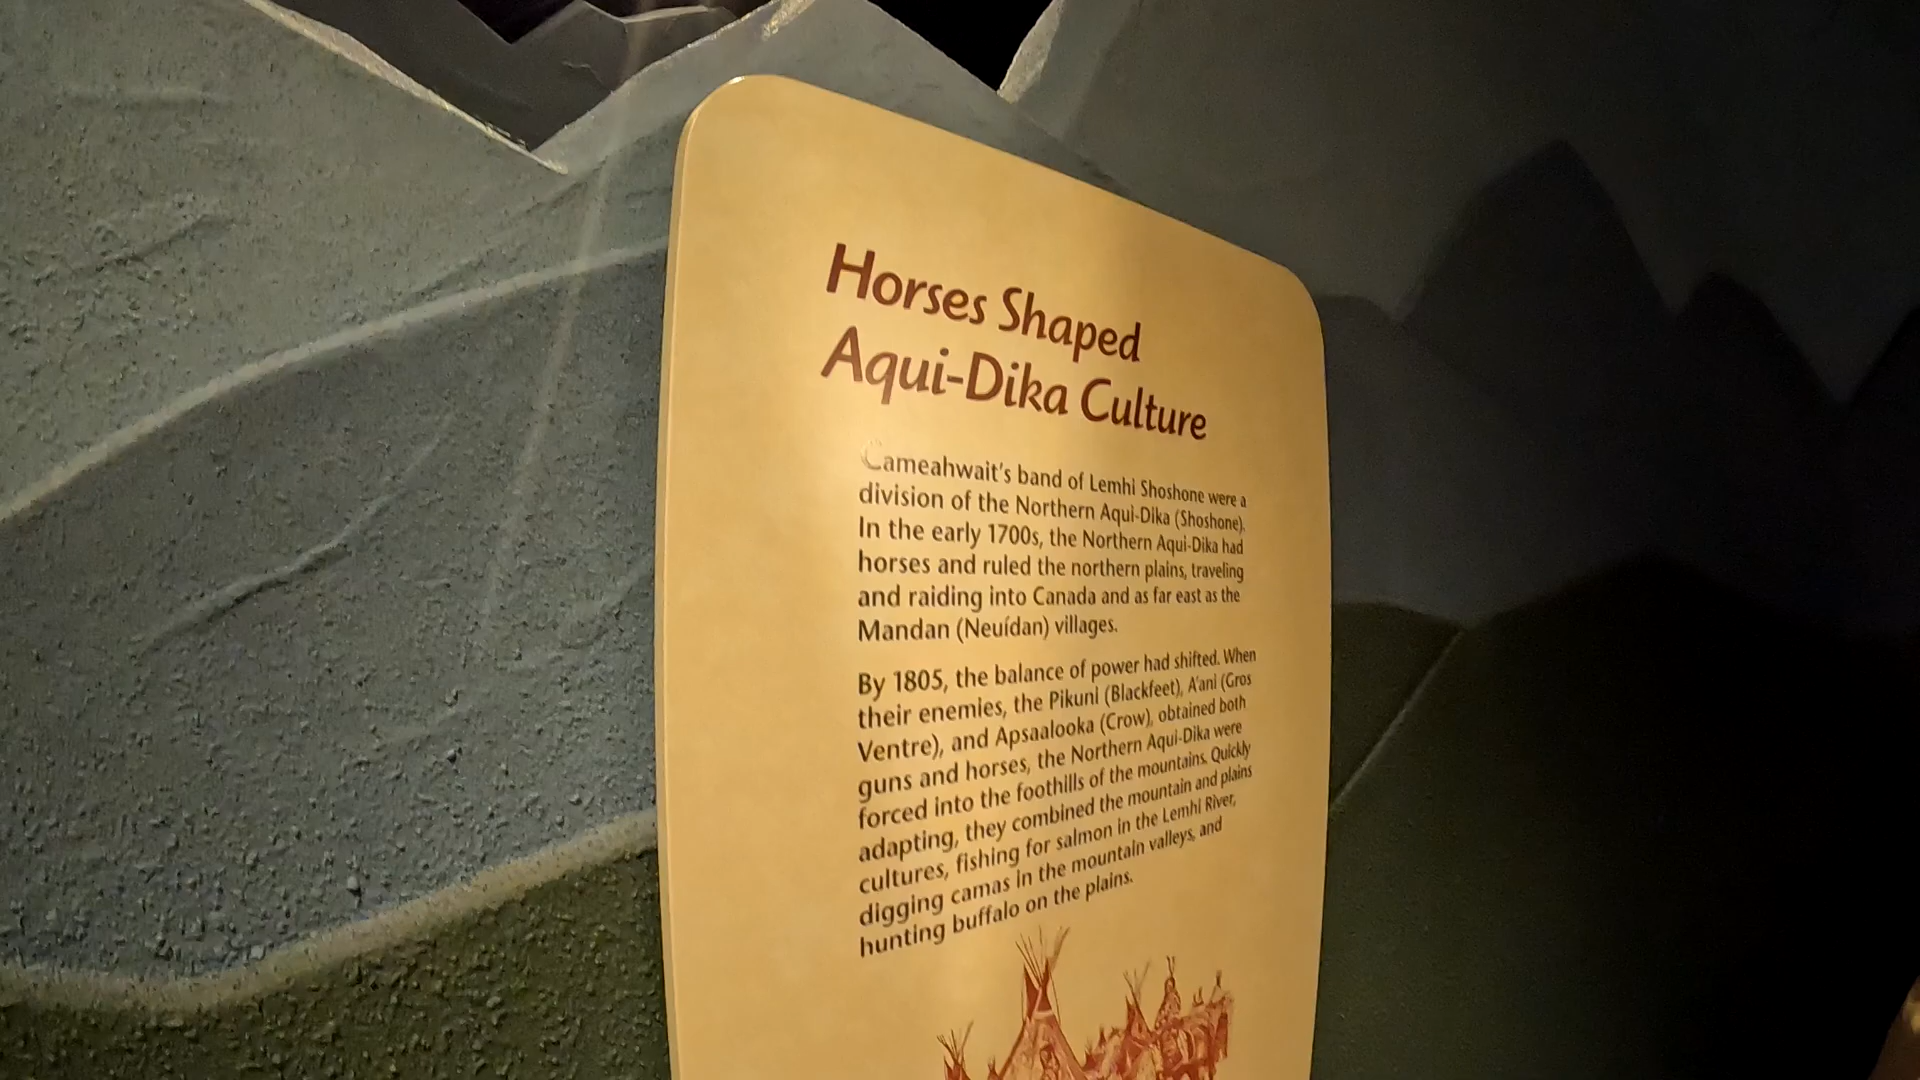 Horses Shaped
Aqui-Dika Culture
Cameahwait's band of Lemhi Shoshone were a
division of the Northern Aqui-Dika (Shoshone).
In the early 1700s, the Northern Aqui-Dika had
horses and ruled the northern plains, traveling
and raiding into Canada and as far east as the
Mandan (Neuídan) villages.
By 1805, the balance of power had shifted. When
their enemies, the Pikuni (Blackfeet), A'ani (Gros
Ventre), and Apsaalooka (Crow), obtained both
guns and horses, the Northern Aqui-Dika were
forced into the foothills of the mountains. Quickly
adapting, they combined the mountain and plains
cultures, fishing for salmon in the Lemhi River,
digging camas in the mountain valleys, and
hunting buffalo on the plains.